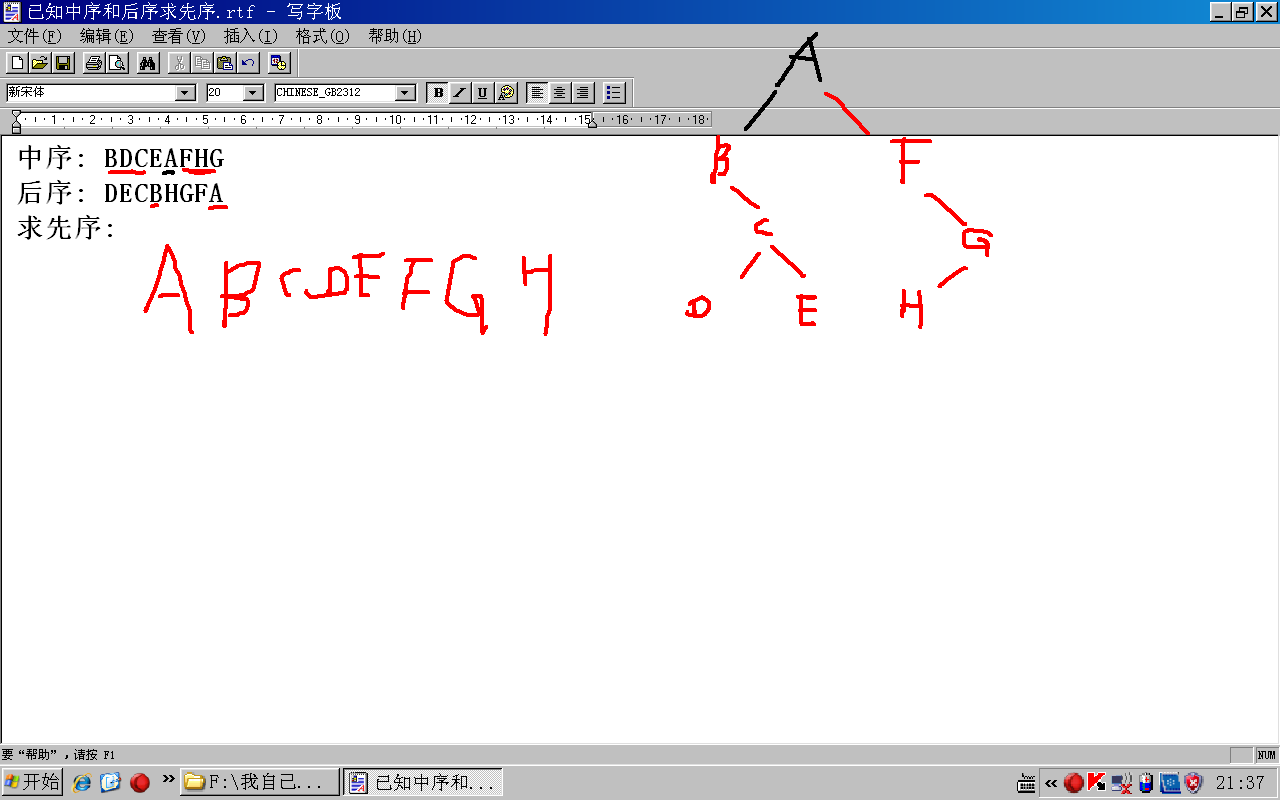 已知中序和后序求先序.rtf - 写字板
文件(F) 编辑(E) 查看(V) 插入(I) 格式(O) 帮助(H)
新宋体 20 CHINESE_GB2312 B I U
1 2 3 4 5 6 7 8 9 10 11 12 13 14 15 16 17 18
A
中序: BDCEAFHG
B F
后序: DECBHGFA
求先序:
C G
A B C D E F G H
D E H
要“帮助”,请按 F1 NUM
开始 » F:\我自己... 已知中序和... « 21:37